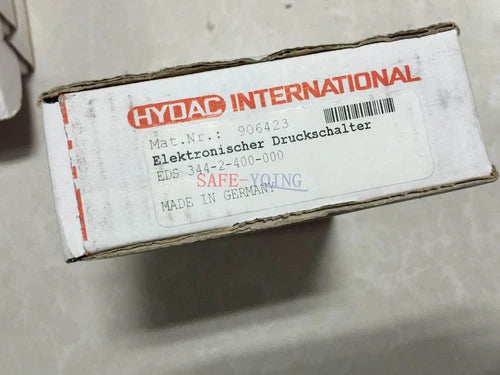 HYDAC INTERNATIONAL
Mat.Nr.: 906423
Elektronischer Druckschalter
EDS 344-2-400-000
SAFE-YQING
MADE IN GERMANY